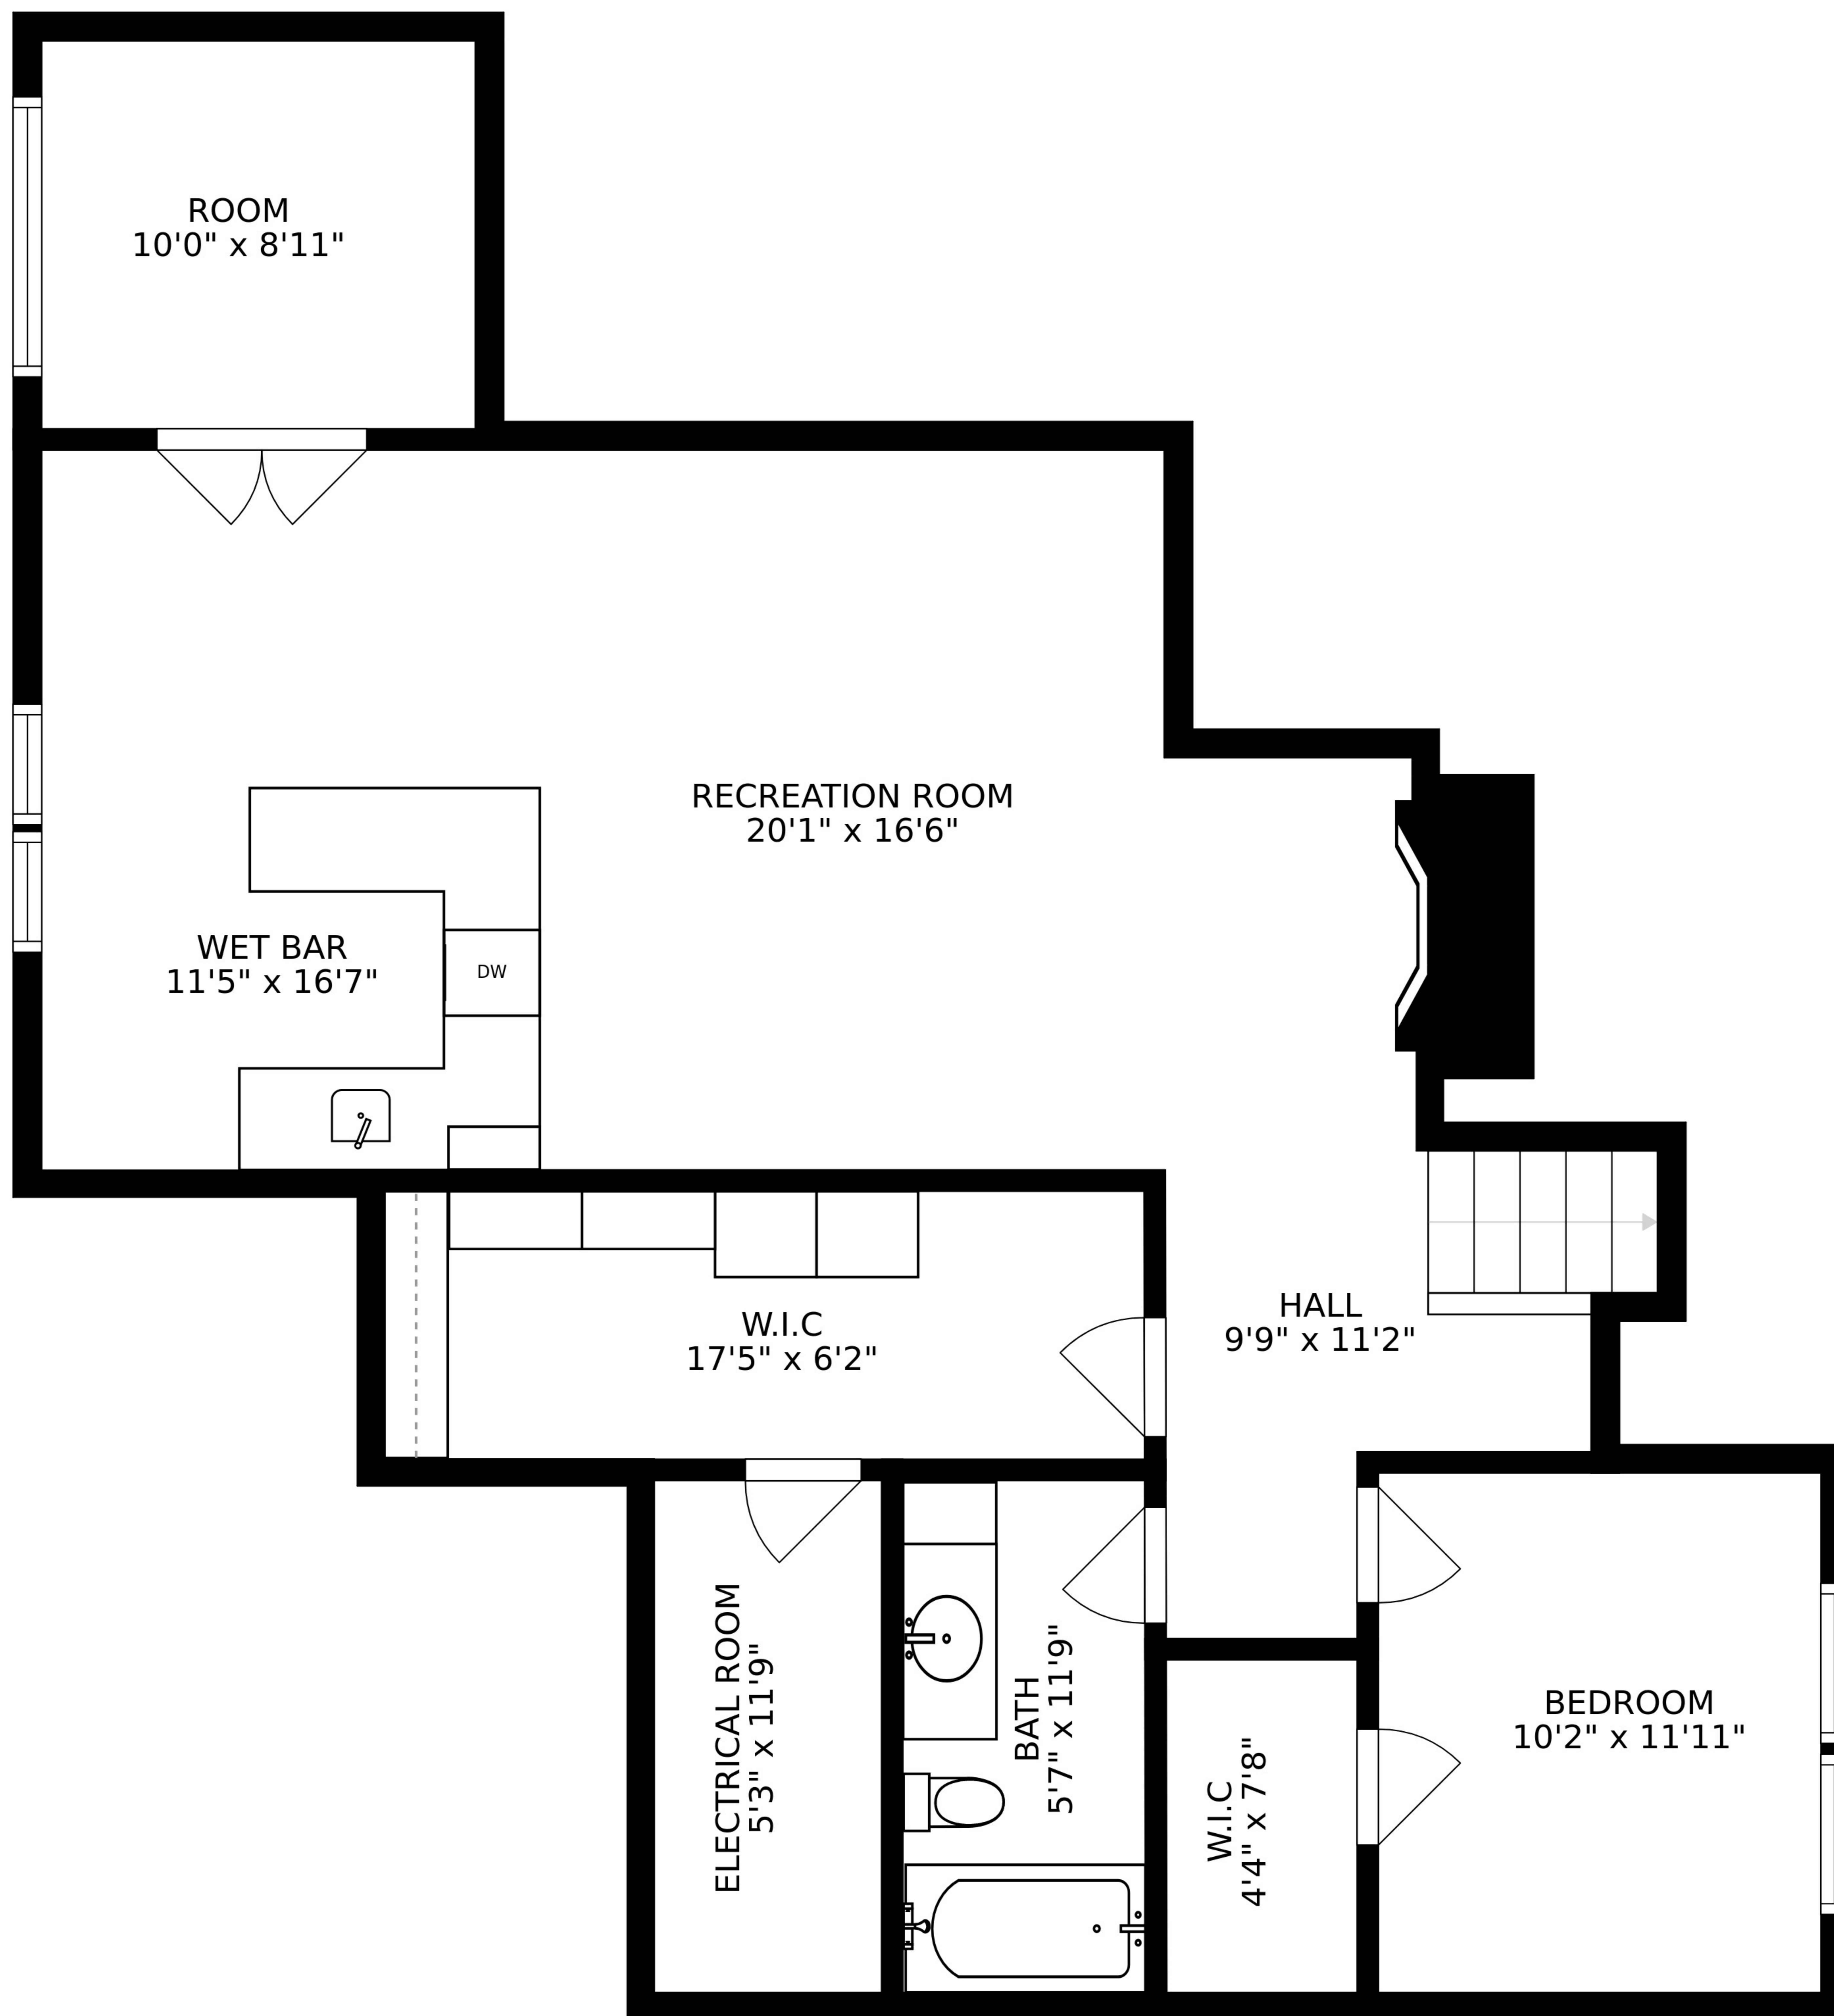 ROOM
10'0" x 8'11"
RECREATION ROOM
20'1" x 16'6"
WET BAR
11'5" x 16'7"
DW
W.I.C
17'5" x 6'2"
HALL
9'9" x 11'2"
ELECTRICAL ROOM
5'3" x 11'9"
BATH
5'7" x 11'9"
W.I.C
4'4" x 7'8"
BEDROOM
10'2" x 11'11"